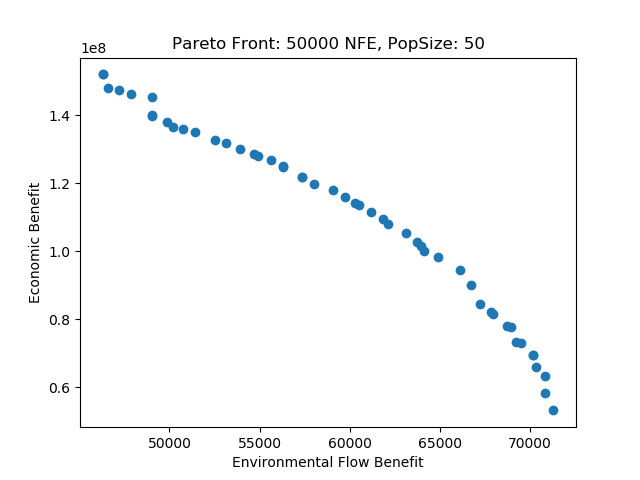 Pareto Front: 50000 NFE, PopSize: 50
1e8
1.4
1.2
1.0
0.8
0.6
Economic Benefit
50000 55000 60000 65000 70000
Environmental Flow Benefit